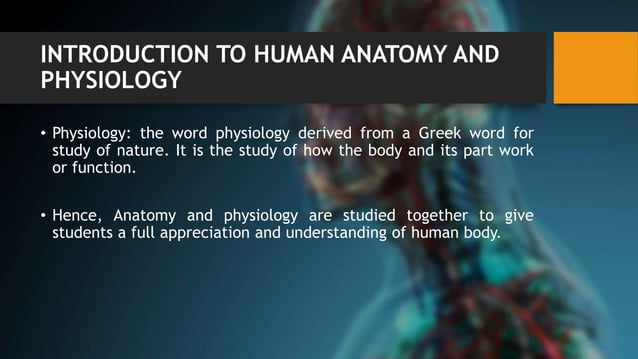 INTRODUCTION TO HUMAN ANATOMY AND
PHYSIOLOGY
• Physiology: the word physiology derived from a Greek word for
study of nature. It is the study of how the body and its part work
or function.
• Hence, Anatomy and physiology are studied together to give
students a full appreciation and understanding of human body.